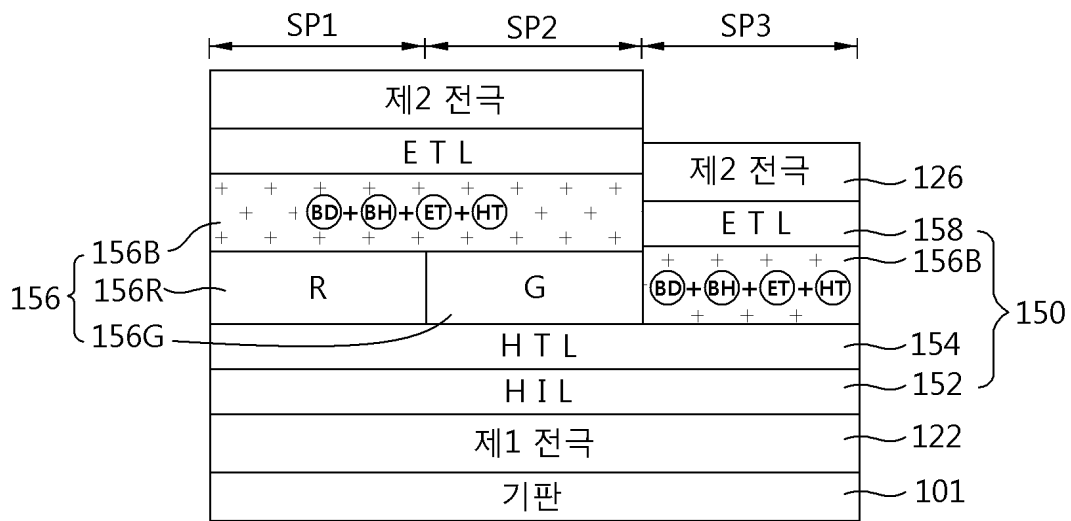 SP1 SP2 SP3
제2 전극
E T L
제2 전극
126
BD+BH+ET+HT
E T L
158
156B
156B
156
156R
R
G
BD+BH+ET+HT
150
156G
H T L
154
H I L
152
제1 전극
122
기판
101